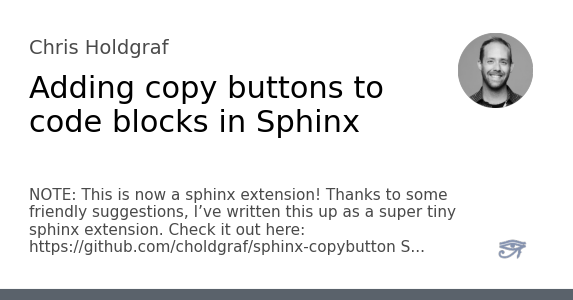 Chris Holdgraf
Adding copy buttons to
code blocks in Sphinx
NOTE: This is now a sphinx extension! Thanks to some
friendly suggestions, I’ve written this up as a super tiny
sphinx extension. Check it out here:
https://github.com/choldgraf/sphinx-copybutton S…